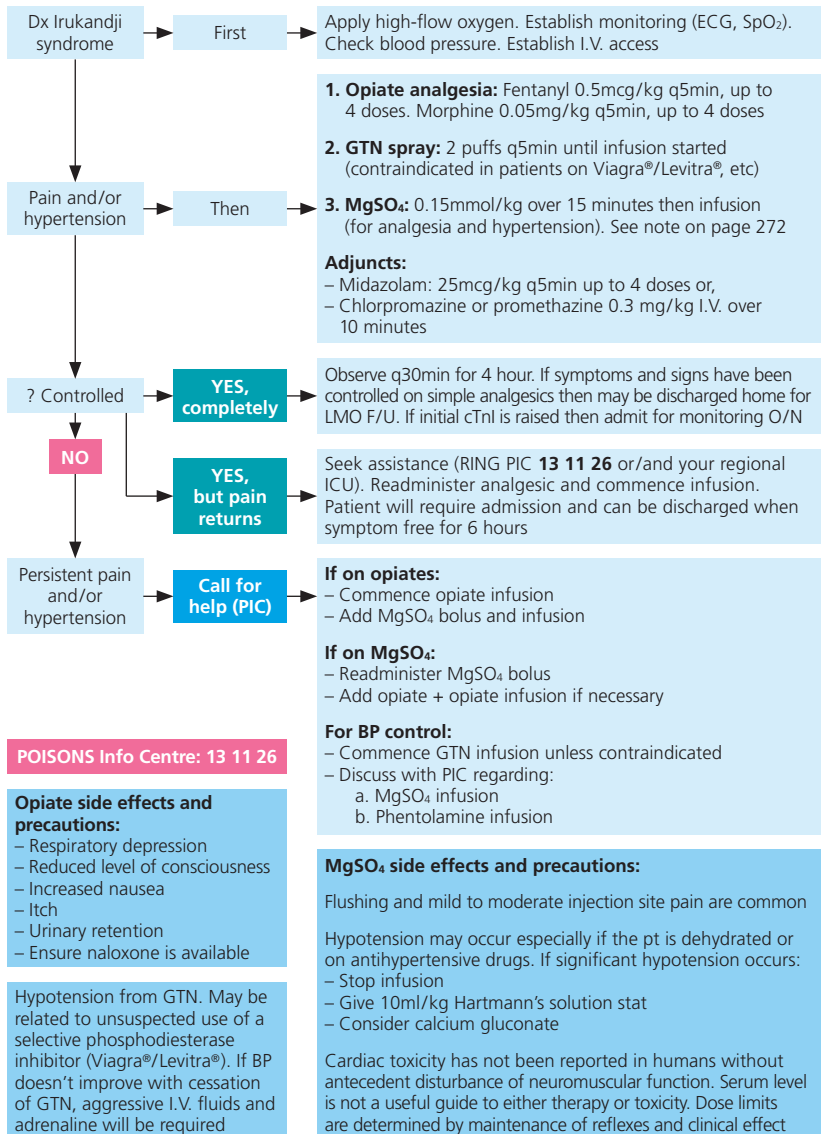 Dx Irukandji
syndrome
First
Apply high-flow oxygen. Establish monitoring (ECG, SpO₂).
Check blood pressure. Establish I.V. access
Pain and/or
hypertension
Then
1. Opiate analgesia: Fentanyl 0.5mcg/kg q5min, up to
4 doses. Morphine 0.05mg/kg q5min, up to 4 doses
2. GTN spray: 2 puffs q5min until infusion started
(contraindicated in patients on Viagra®/Levitra®, etc)
3. MgSO₄: 0.15mmol/kg over 15 minutes then infusion
(for analgesia and hypertension). See note on page 272
Adjuncts:
– Midazolam: 25mcg/kg q5min up to 4 doses or,
– Chlorpromazine or promethazine 0.3 mg/kg I.V. over
10 minutes
? Controlled
YES,
completely
Observe q30min for 4 hour. If symptoms and signs have been
controlled on simple analgesics then may be discharged home for
LMO F/U. If initial cTnI is raised then admit for monitoring O/N
NO
YES,
but pain
returns
Seek assistance (RING PIC 13 11 26 or/and your regional
ICU). Readminister analgesic and commence infusion.
Patient will require admission and can be discharged when
symptom free for 6 hours
Persistent pain
and/or
hypertension
Call for
help (PIC)
If on opiates:
– Commence opiate infusion
– Add MgSO₄ bolus and infusion
If on MgSO₄:
– Readminister MgSO₄ bolus
– Add opiate + opiate infusion if necessary
For BP control:
– Commence GTN infusion unless contraindicated
– Discuss with PIC regarding:
a. MgSO₄ infusion
b. Phentolamine infusion
POISONS Info Centre: 13 11 26
Opiate side effects and
precautions:
– Respiratory depression
– Reduced level of consciousness
– Increased nausea
– Itch
– Urinary retention
– Ensure naloxone is available
Hypotension from GTN. May be
related to unsuspected use of a
selective phosphodiesterase
inhibitor (Viagra®/Levitra®). If BP
doesn't improve with cessation
of GTN, aggressive I.V. fluids and
adrenaline will be required
MgSO₄ side effects and precautions:
Flushing and mild to moderate injection site pain are common
Hypotension may occur especially if the pt is dehydrated or
on antihypertensive drugs. If significant hypotension occurs:
– Stop infusion
– Give 10ml/kg Hartmann's solution stat
– Consider calcium gluconate
Cardiac toxicity has not been reported in humans without
antecedent disturbance of neuromuscular function. Serum level
is not a useful guide to either therapy or toxicity. Dose limits
are determined by maintenance of reflexes and clinical effect